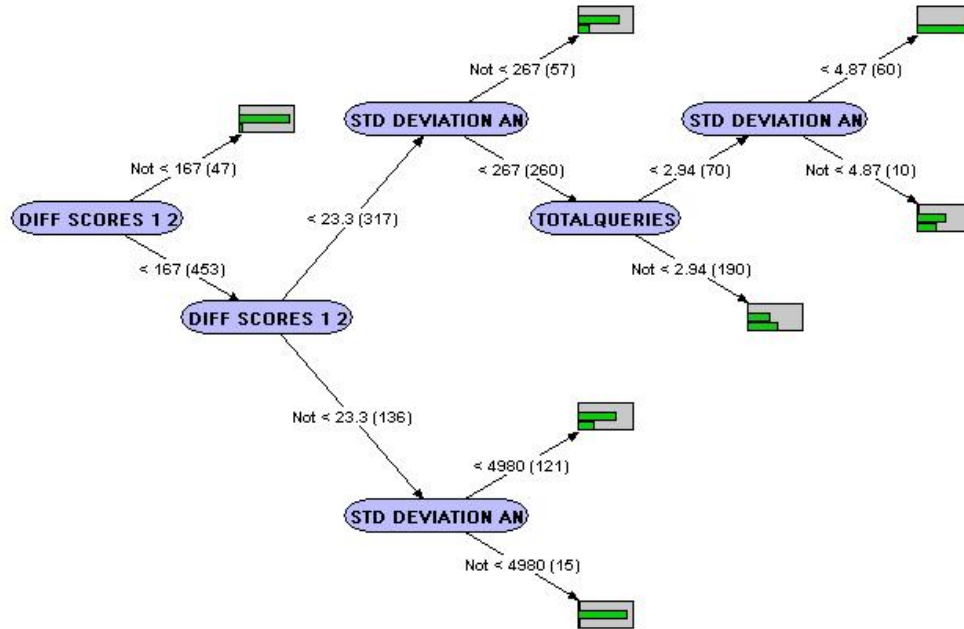 Not < 267 (57)
< 4.87 (60)
STD DEVIATION AN
STD DEVIATION AN
Not < 167 (47)
< 267 (260)
< 2.94 (70)
Not < 4.87 (10)
DIFF SCORES 1 2
< 23.3 (317)
TOTALQUERIES
< 167 (453)
Not < 2.94 (190)
DIFF SCORES 1 2
Not < 23.3 (136)
< 4980 (121)
STD DEVIATION AN
Not < 4980 (15)